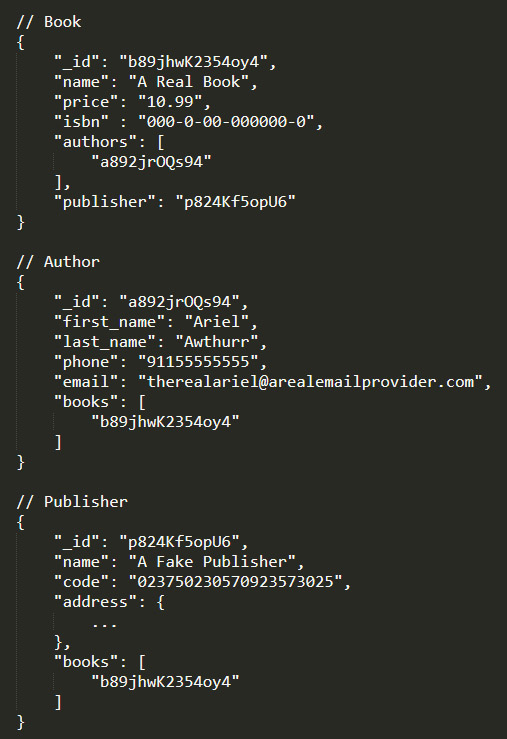 // Book
{
    "_id": "b89jhwK2354oy4",
    "name": "A Real Book",
    "price": "10.99",
    "isbn" : "000-0-00-000000-0",
    "authors": [
        "a892jrOQs94"
    ],
    "publisher": "p824Kf5opU6"
}

// Author
{
    "_id": "a892jrOQs94",
    "first_name": "Ariel",
    "last_name": "Awthurr",
    "phone": "91155555555",
    "email": "therealariel@arealemailprovider.com",
    "books": [
        "b89jhwK2354oy4"
    ]
}

// Publisher
{
    "_id": "p824Kf5opU6",
    "name": "A Fake Publisher",
    "code": "023750230570923573025",
    "address": {
        ...
    },
    "books": [
        "b89jhwK2354oy4"
    ]
}